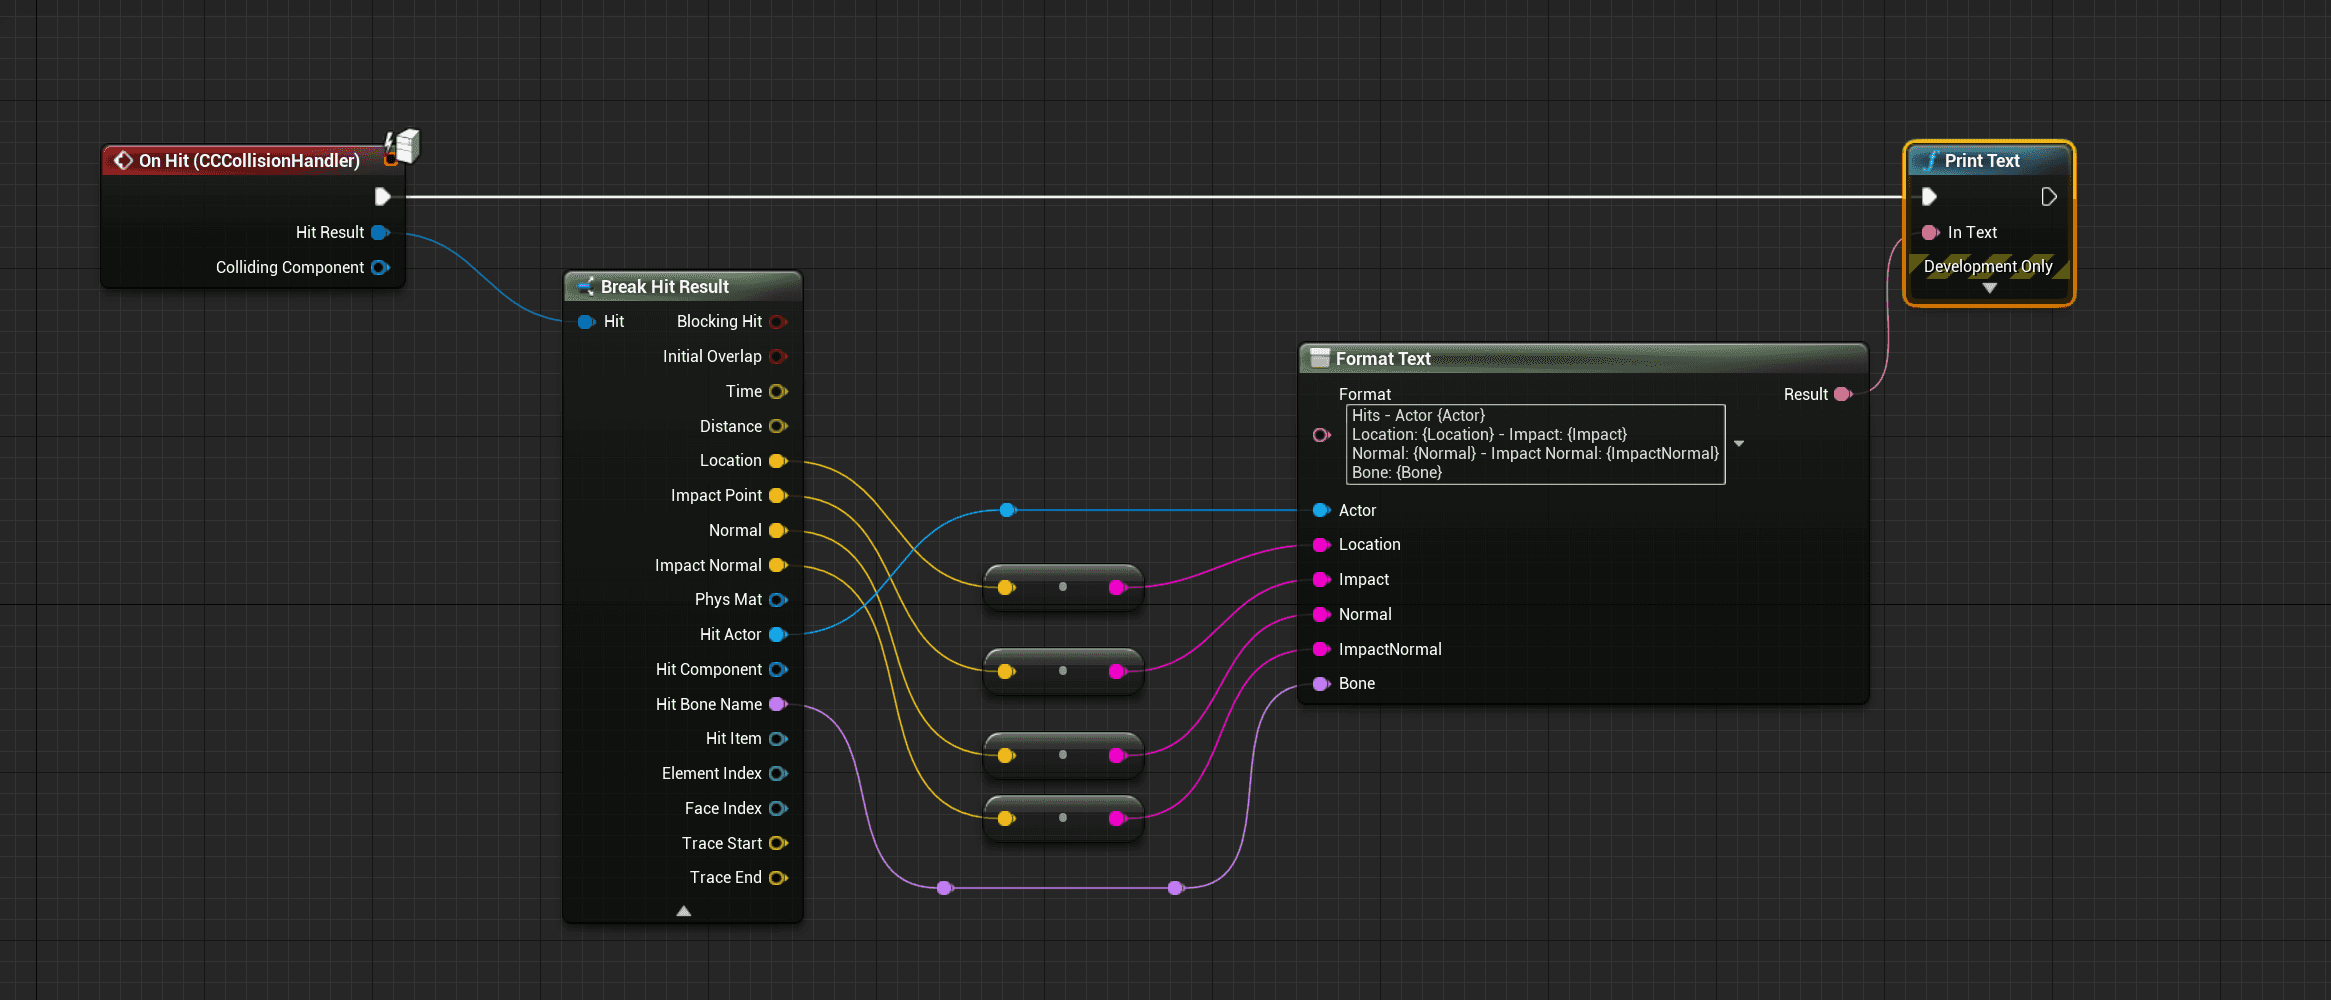 On Hit (CCCollisionHandler)
Hit Result
Colliding Component
Break Hit Result
Hit
Blocking Hit
Initial Overlap
Time
Distance
Location
Impact Point
Normal
Impact Normal
Phys Mat
Hit Actor
Hit Component
Hit Bone Name
Hit Item
Element Index
Face Index
Trace Start
Trace End
Format Text
Format
Hits - Actor {Actor}
Location: {Location} - Impact: {Impact}
Normal: {Normal} - Impact Normal: {ImpactNormal}
Bone: {Bone}
Result
Actor
Location
Impact
Normal
ImpactNormal
Bone
Print Text
In Text
Development Only